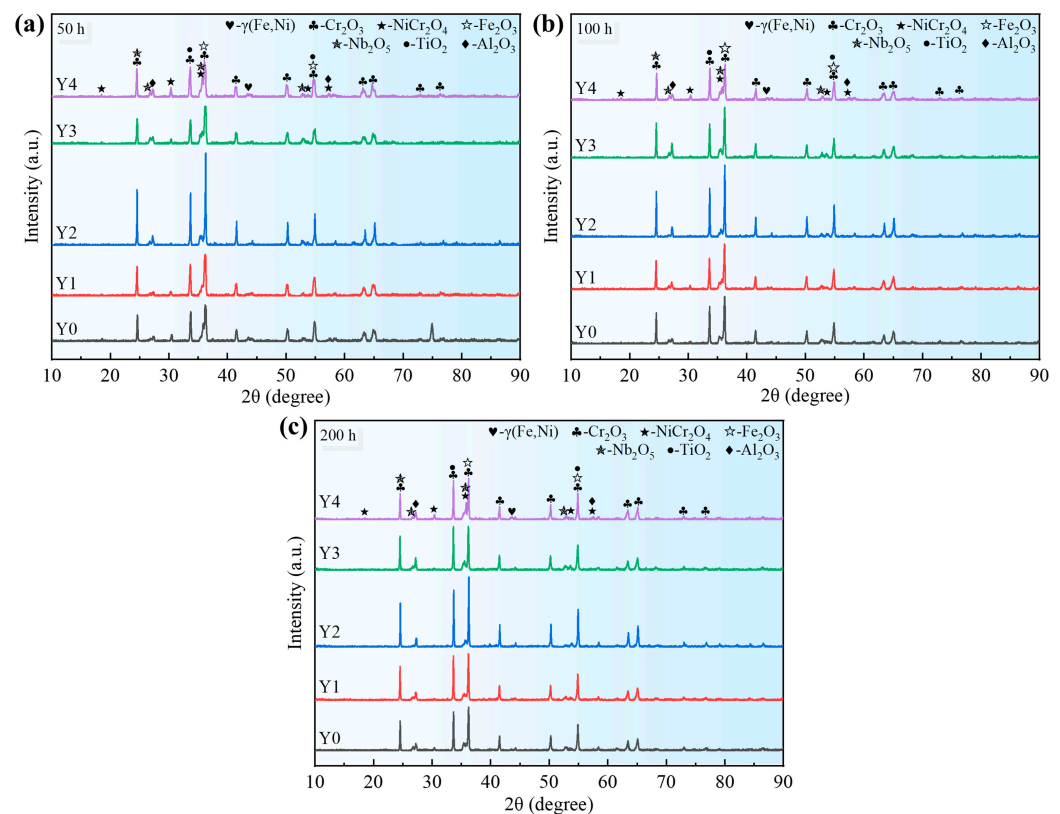 (a)
50 h
♥-γ(Fe,Ni) ♣-Cr₂O₃ ★-NiCr₂O₄ ☆-Fe₂O₃
✯-Nb₂O₅ ●-TiO₂ ♦-Al₂O₃
Y4
Y3
Y2
Y1
Y0
Intensity (a.u.)
10 20 30 40 50 60 70 80 90
2θ (degree)
(b)
100 h
♥-γ(Fe,Ni) ♣-Cr₂O₃ ★-NiCr₂O₄ ☆-Fe₂O₃
✯-Nb₂O₅ ●-TiO₂ ♦-Al₂O₃
Y4
Y3
Y2
Y1
Y0
Intensity (a.u.)
10 20 30 40 50 60 70 80 90
2θ (degree)
(c)
200 h
♥-γ(Fe,Ni) ♣-Cr₂O₃ ★-NiCr₂O₄ ☆-Fe₂O₃
✯-Nb₂O₅ ●-TiO₂ ♦-Al₂O₃
Y4
Y3
Y2
Y1
Y0
Intensity (a.u.)
10 20 30 40 50 60 70 80 90
2θ (degree)